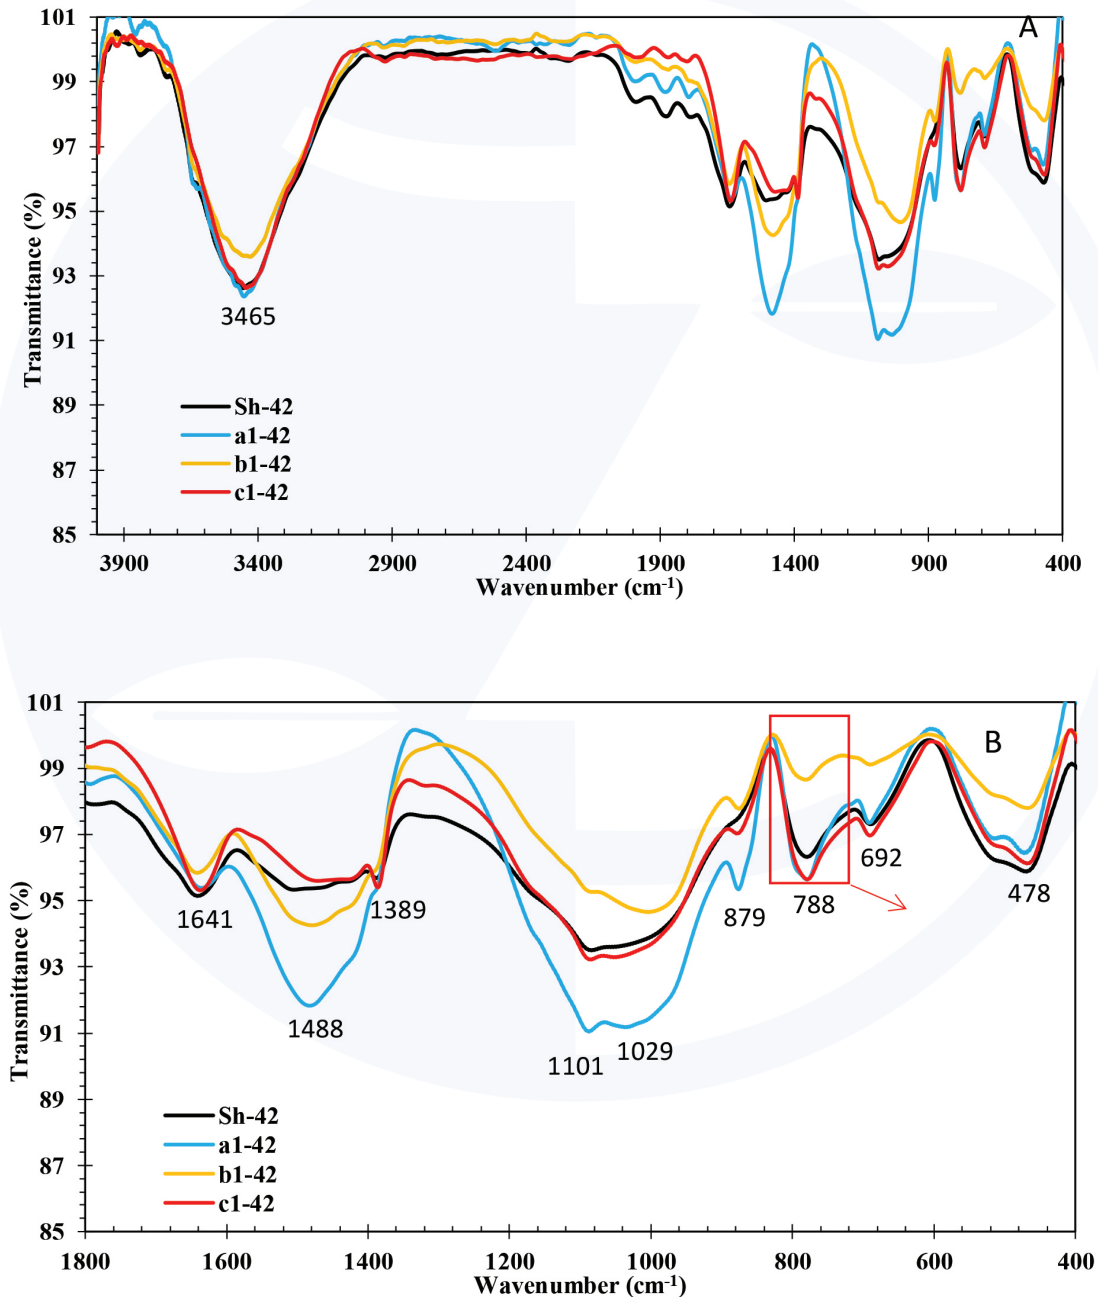 A
101
99
97
95
93
91
89
87
85
Transmittance (%)
3465
Sh-42
a1-42
b1-42
c1-42
3900 3400 2900 2400 1900 1400 900 400
Wavenumber (cm⁻¹)
B
101
99
97
95
93
91
89
87
85
Transmittance (%)
1641
1389
1488
1101
1029
879
788
692
478
Sh-42
a1-42
b1-42
c1-42
1800 1600 1400 1200 1000 800 600 400
Wavenumber (cm⁻¹)